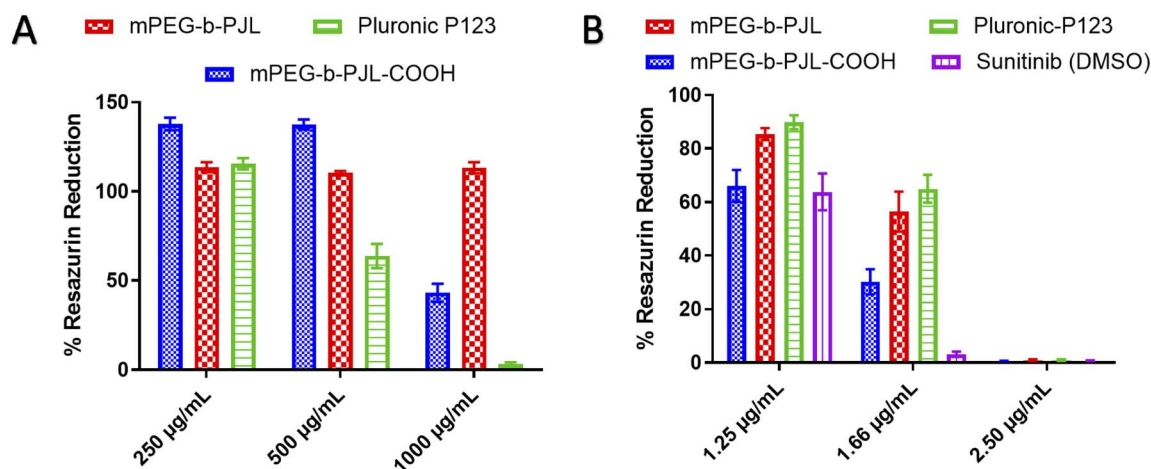 A
mPEG-b-PJL
Pluronic P123
mPEG-b-PJL-COOH
% Resazurin Reduction
150
100
50
0
250 µg/mL
500 µg/mL
1000 µg/mL
B
mPEG-b-PJL
Pluronic-P123
mPEG-b-PJL-COOH
Sunitinib (DMSO)
% Resazurin Reduction
100
80
60
40
20
0
1.25 µg/mL
1.66 µg/mL
2.50 µg/mL